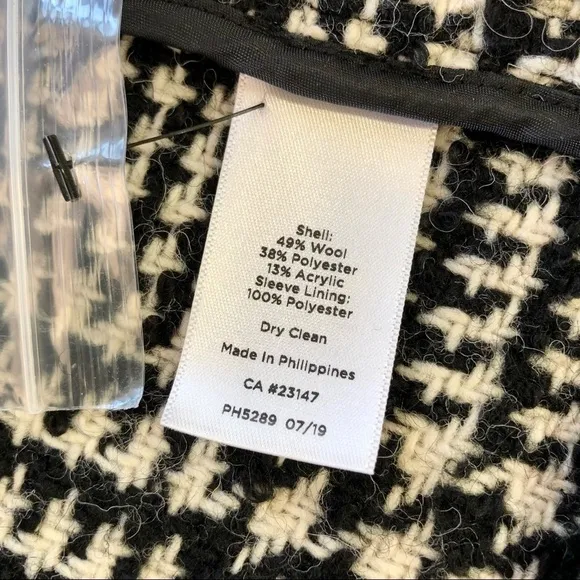 Shell:
49% Wool
38% Polyester
13% Acrylic
Sleeve Lining:
100% Polyester
Dry Clean
Made In Philippines
CA #23147
PH5289 07/19